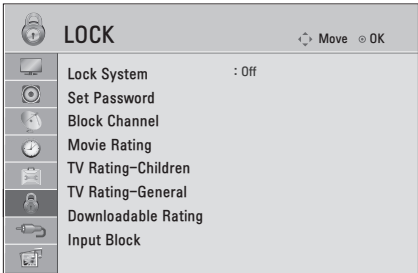 LOCK
Move OK
Lock System : Off
Set Password
Block Channel
Movie Rating
TV Rating-Children
TV Rating-General
Downloadable Rating
Input Block